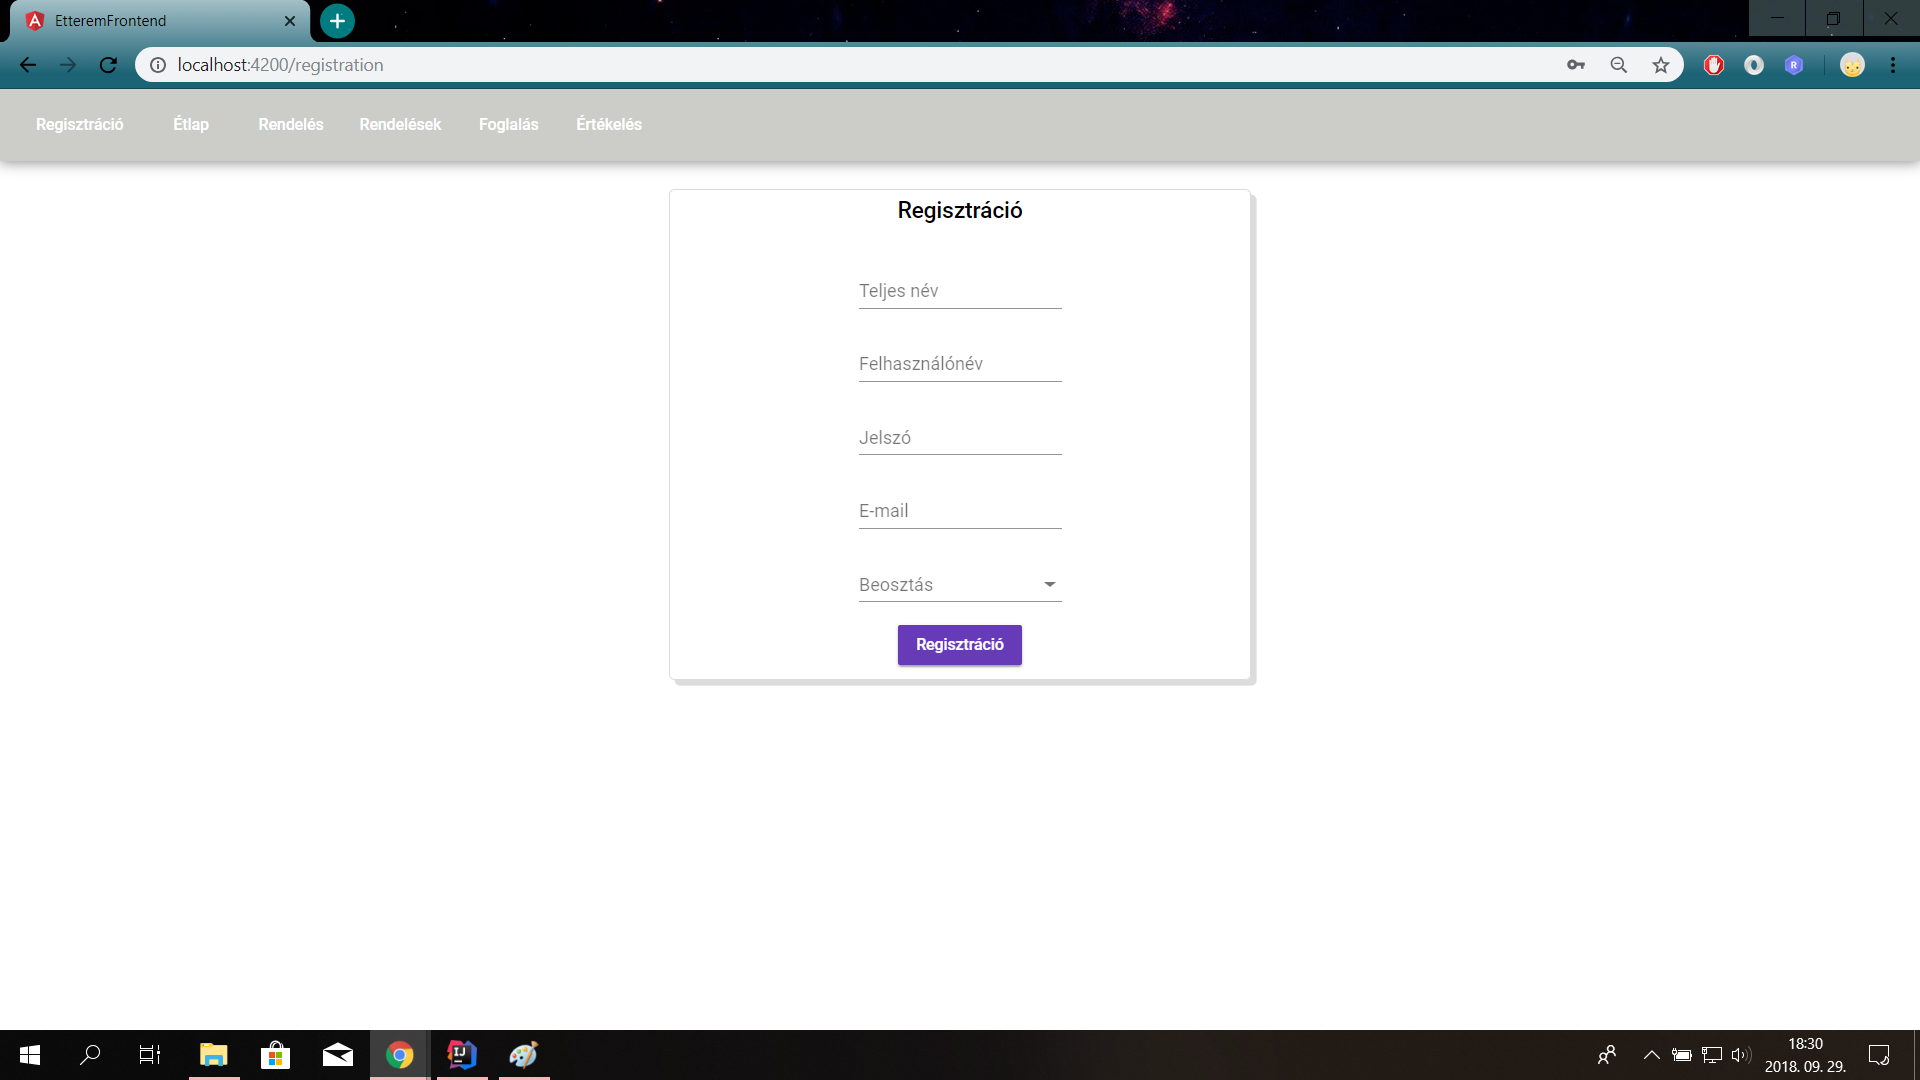 EtteremFrontend
localhost:4200/registration
Regisztráció Étlap Rendelés Rendelések Foglalás Értékelés
Regisztráció
Teljes név
Felhasználónév
Jelszó
E-mail
Beosztás
Regisztráció
18:30
2018. 09. 29.